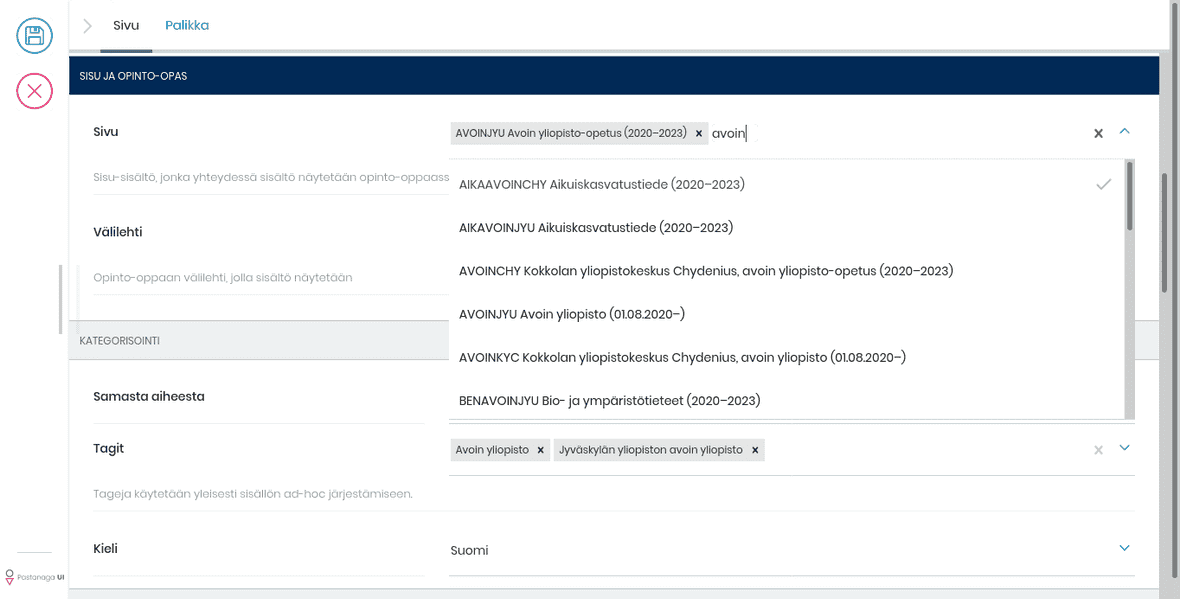 Sivu
Palikka
SISU JA OPINTO-OPAS
Sivu
AVOINJYU Avoin yliopisto-opetus (2020–2023) × avoin
Sisu-sisältö, jonka yhteydessä sisältö näytetään opinto-oppaass
AIKAAVOINCHY Aikuiskasvatustiede (2020–2023)
AIKAVOINJYU Aikuiskasvatustiede (2020–2023)
AVOINCHY Kokkolan yliopistokeskus Chydenius, avoin yliopisto-opetus (2020–2023)
AVOINJYU Avoin yliopisto (01.08.2020–)
AVOINKYC Kokkolan yliopistokeskus Chydenius, avoin yliopisto (01.08.2020–)
BENAVOINJYU Bio- ja ympäristötieteet (2020–2023)
Välilehti
Opinto-oppaan välilehti, jolla sisältö näytetään
KATEGORISOINTI
Samasta aiheesta
Tagit
Avoin yliopisto × Jyväskylän yliopiston avoin yliopisto ×
Tageja käytetään yleisesti sisällön ad-hoc järjestämiseen.
Kieli
Suomi
Pastanaga UI